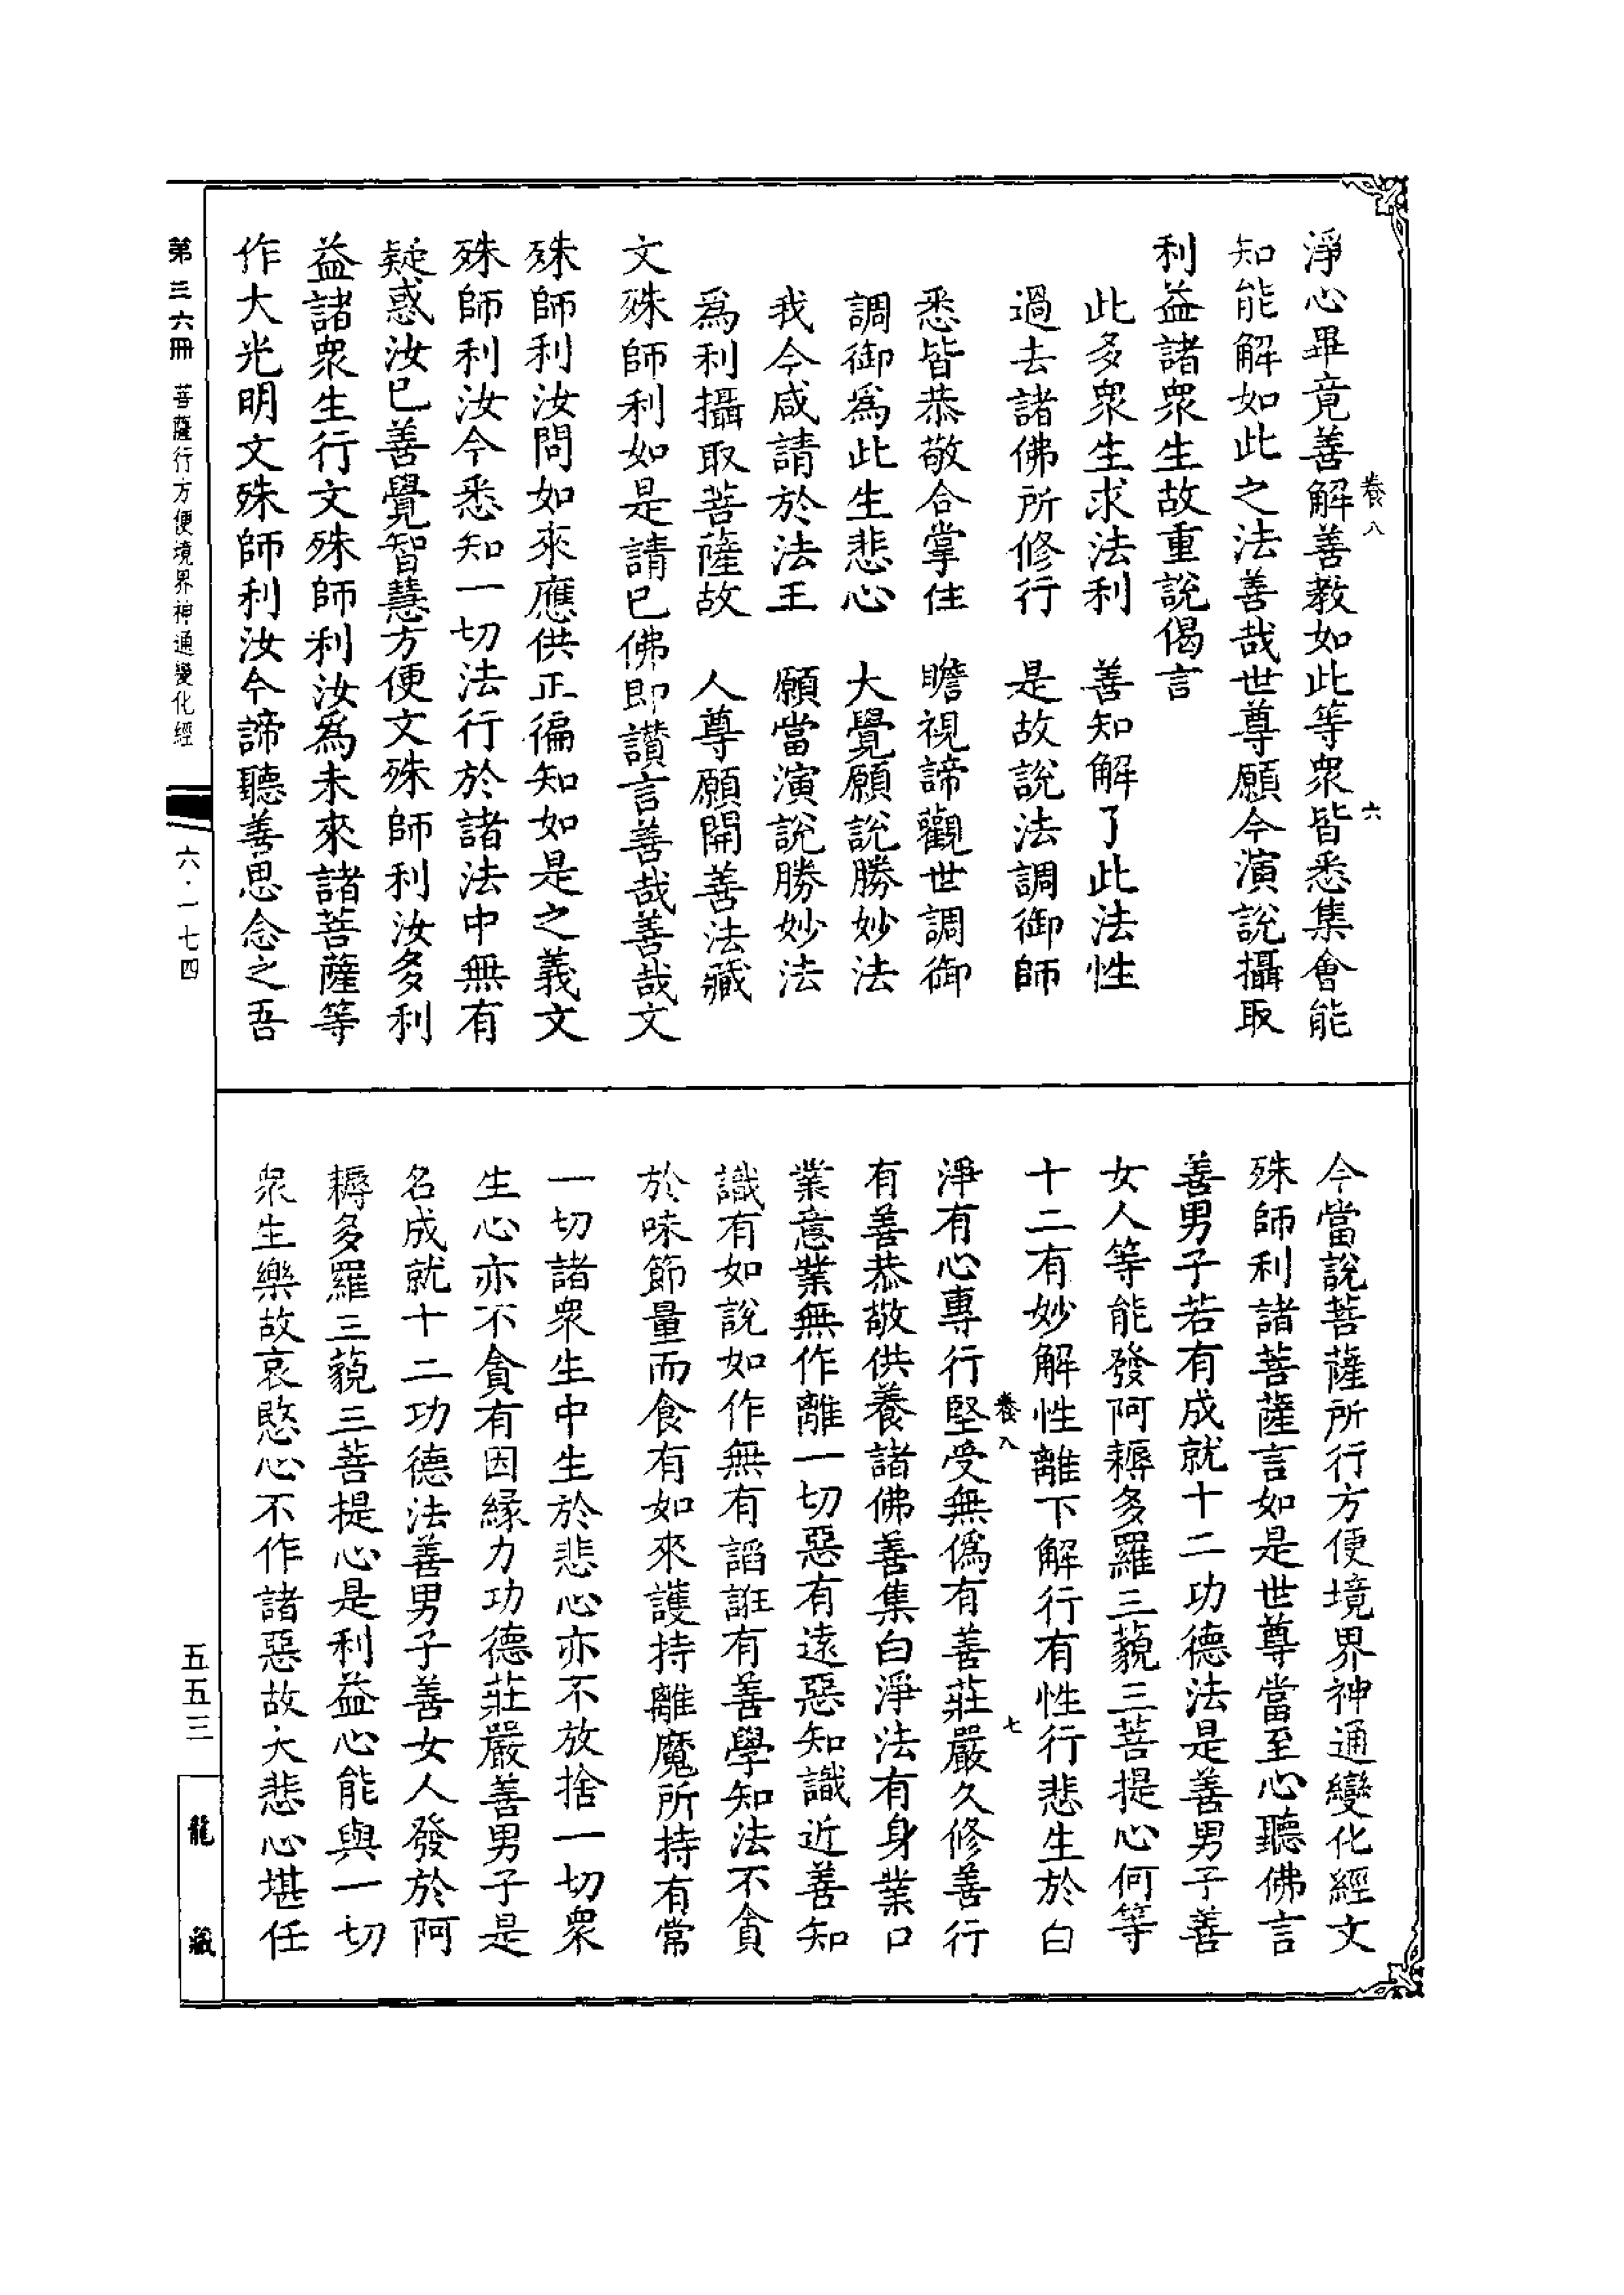 淨心畢竟善解善教如此等衆皆悉集會能
卷八 六
知能解如此之法善哉世尊願今演說攝取
利益諸衆生故重說偈言
此多衆生求法利 善知解了此法性
過去諸佛所修行 是故說法調御師
悉皆恭敬合掌住 瞻視諦觀世調御
調御爲此生悲心 大覺願說勝妙法
我今咸請於法王 願當演說勝妙法
爲利攝取菩薩故 人尊願開善法藏
文殊師利如是請已佛即讃言善哉善哉文
殊師利汝問如來應供正徧知如是之義文
殊師利汝今悉知一切法行於諸法中無有
疑惑汝已善覺智慧方便文殊師利汝多利
益諸衆生行文殊師利汝爲未來諸菩薩等
作大光明文殊師利汝今諦聽善思念之吾
今當說菩薩所行方便境界神通變化經文
殊師利諸菩薩言如是世尊當至心聽佛言
善男子若有成就十二功德法是善男子善
女人等能發阿耨多羅三藐三菩提心何等
十二有妙解性離下解行有性行悲生於白
卷八 七
淨有心專行堅受無僞有善莊嚴久修善行
有善恭敬供養諸佛善集白淨法有身業口
業意業無作離一切惡有遠惡知識近善知
識有如說如作無有諂誑有善學知法不貪
於味節量而食有如來護持離魔所持有常
一切諸衆生中生於悲心亦不放捨一切衆
生心亦不貪有因緣力功德莊嚴善男子是
名成就十二功德法善男子善女人發於阿
耨多羅三藐三菩提心是利益心能與一切
衆生樂故哀愍心不作諸惡故大悲心堪任
第三六冊 菩薩行方便境界神通變化經
六·一七四
五五三
龍藏